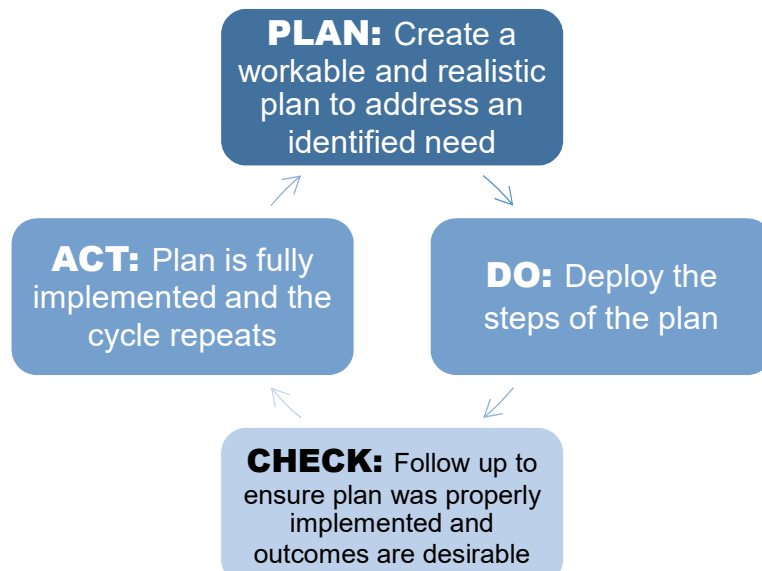 PLAN: Create a
workable and realistic
plan to address an
identified need
ACT: Plan is fully
implemented and the
cycle repeats
DO: Deploy the
steps of the plan
CHECK: Follow up to
ensure plan was properly
implemented and
outcomes are desirable